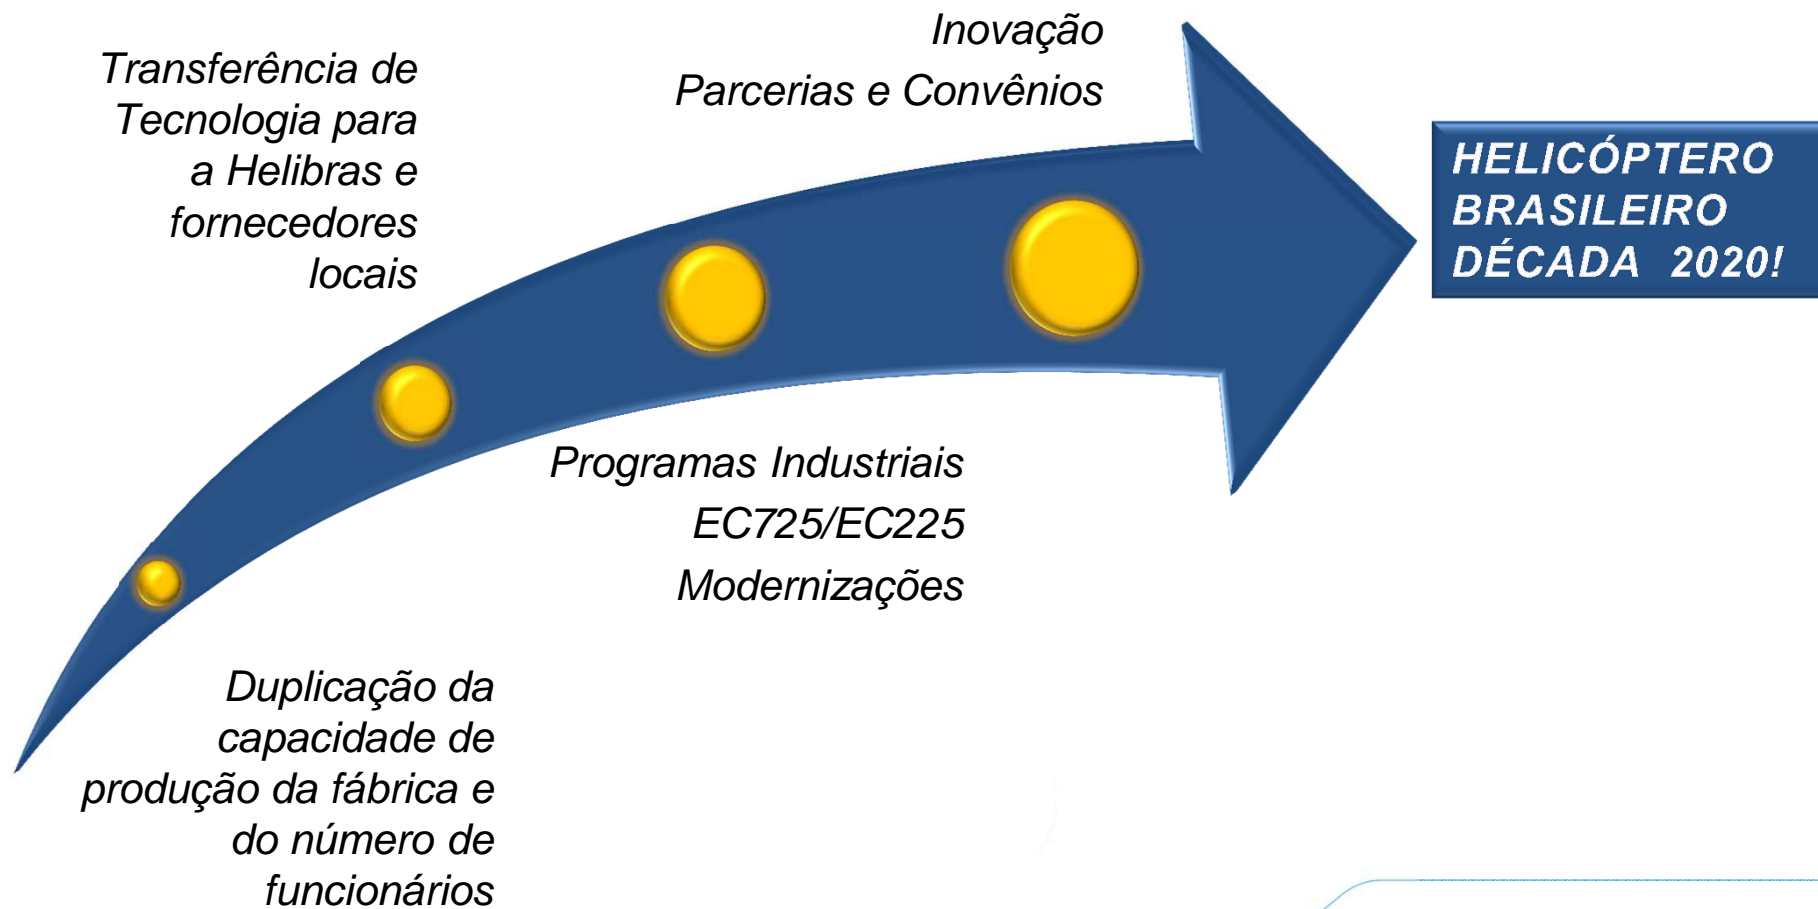 Transferência de
Tecnologia para
a Helibras e
fornecedores
locais
Inovação
Parcerias e Convênios
HELICÓPTERO
BRASILEIRO
DÉCADA 2020!
Programas Industriais
EC725/EC225
Modernizações
Duplicação da
capacidade de
produção da fábrica e
do número de
funcionários